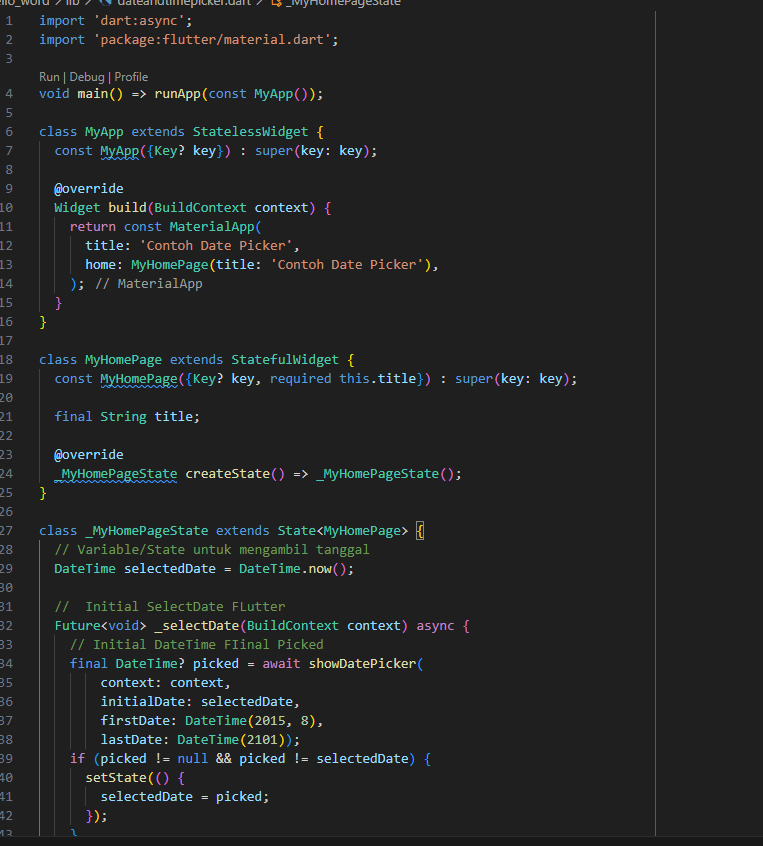 llo_word > lib > dateandtimepicker.dart > _MyHomePageState
1 import 'dart:async';
2 import 'package:flutter/material.dart';
3
Run | Debug | Profile
4 void main() => runApp(const MyApp());
5
6 class MyApp extends StatelessWidget {
7   const MyApp({Key? key}) : super(key: key);
8
9   @override
10   Widget build(BuildContext context) {
11     return const MaterialApp(
12       title: 'Contoh Date Picker',
13       home: MyHomePage(title: 'Contoh Date Picker'),
14     ); // MaterialApp
15   }
16 }
17
18 class MyHomePage extends StatefulWidget {
19   const MyHomePage({Key? key, required this.title}) : super(key: key);
20
21   final String title;
22
23   @override
24   _MyHomePageState createState() => _MyHomePageState();
25 }
26
27 class _MyHomePageState extends State<MyHomePage> {
28   // Variable/State untuk mengambil tanggal
29   DateTime selectedDate = DateTime.now();
30
31   //  Initial SelectDate FLutter
32   Future<void> _selectDate(BuildContext context) async {
33     // Initial DateTime FIinal Picked
34     final DateTime? picked = await showDatePicker(
35         context: context,
36         initialDate: selectedDate,
37         firstDate: DateTime(2015, 8),
38         lastDate: DateTime(2101));
39     if (picked != null && picked != selectedDate) {
40       setState(() {
41         selectedDate = picked;
42       });
43     }